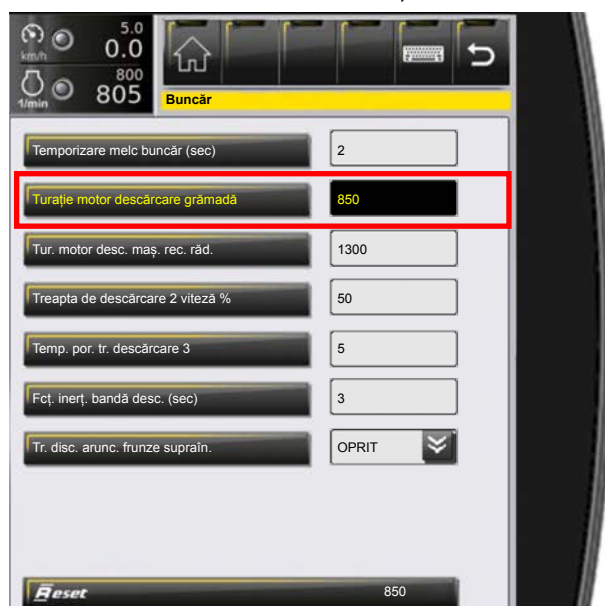 5.0
km/h 0.0
800
1/min 805
Buncăr
Temporizare melc buncăr (sec) 2
Turație motor descărcare grămadă 850
Tur. motor desc. maș. rec. răd. 1300
Treapta de descărcare 2 viteză % 50
Temp. por. tr. descărcare 3 5
Fcț. inerț. bandă desc. (sec) 3
Tr. disc. arunc. frunze supraîn. OPRIT
Reset 850